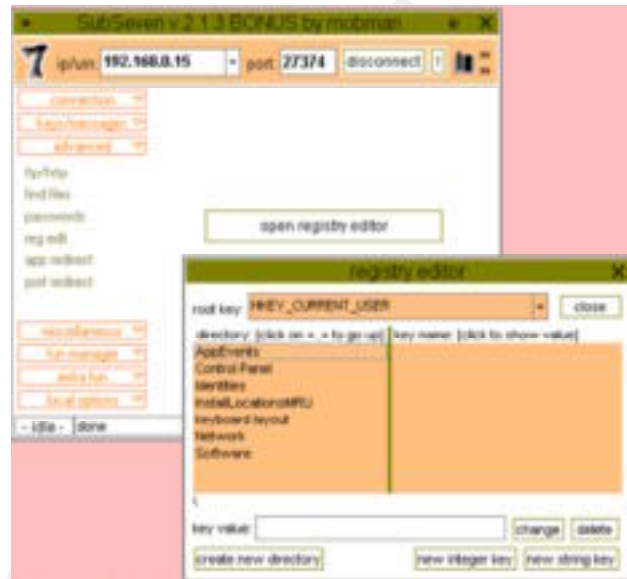 SubSeven v.2.1.3 BONUS by mobman
ip/uin: 192.168.0.15 port: 27374 disconnect
connection
keys/messages
advanced
ftp/http
find files
passwords
reg edit
app redirect
port redirect
open registry editor
miscellaneous
fun manager
extra fun
local options
- idle - done
registry editor
root key: HKEY_CURRENT_USER close
directory: [click on ".." to go up] key name: [click to show value]
AppEvents
Control Panel
Identities
InstallLocationsMRU
keyboard layout
Network
Software
\
key value: change delete
create new directory new integer key new string key